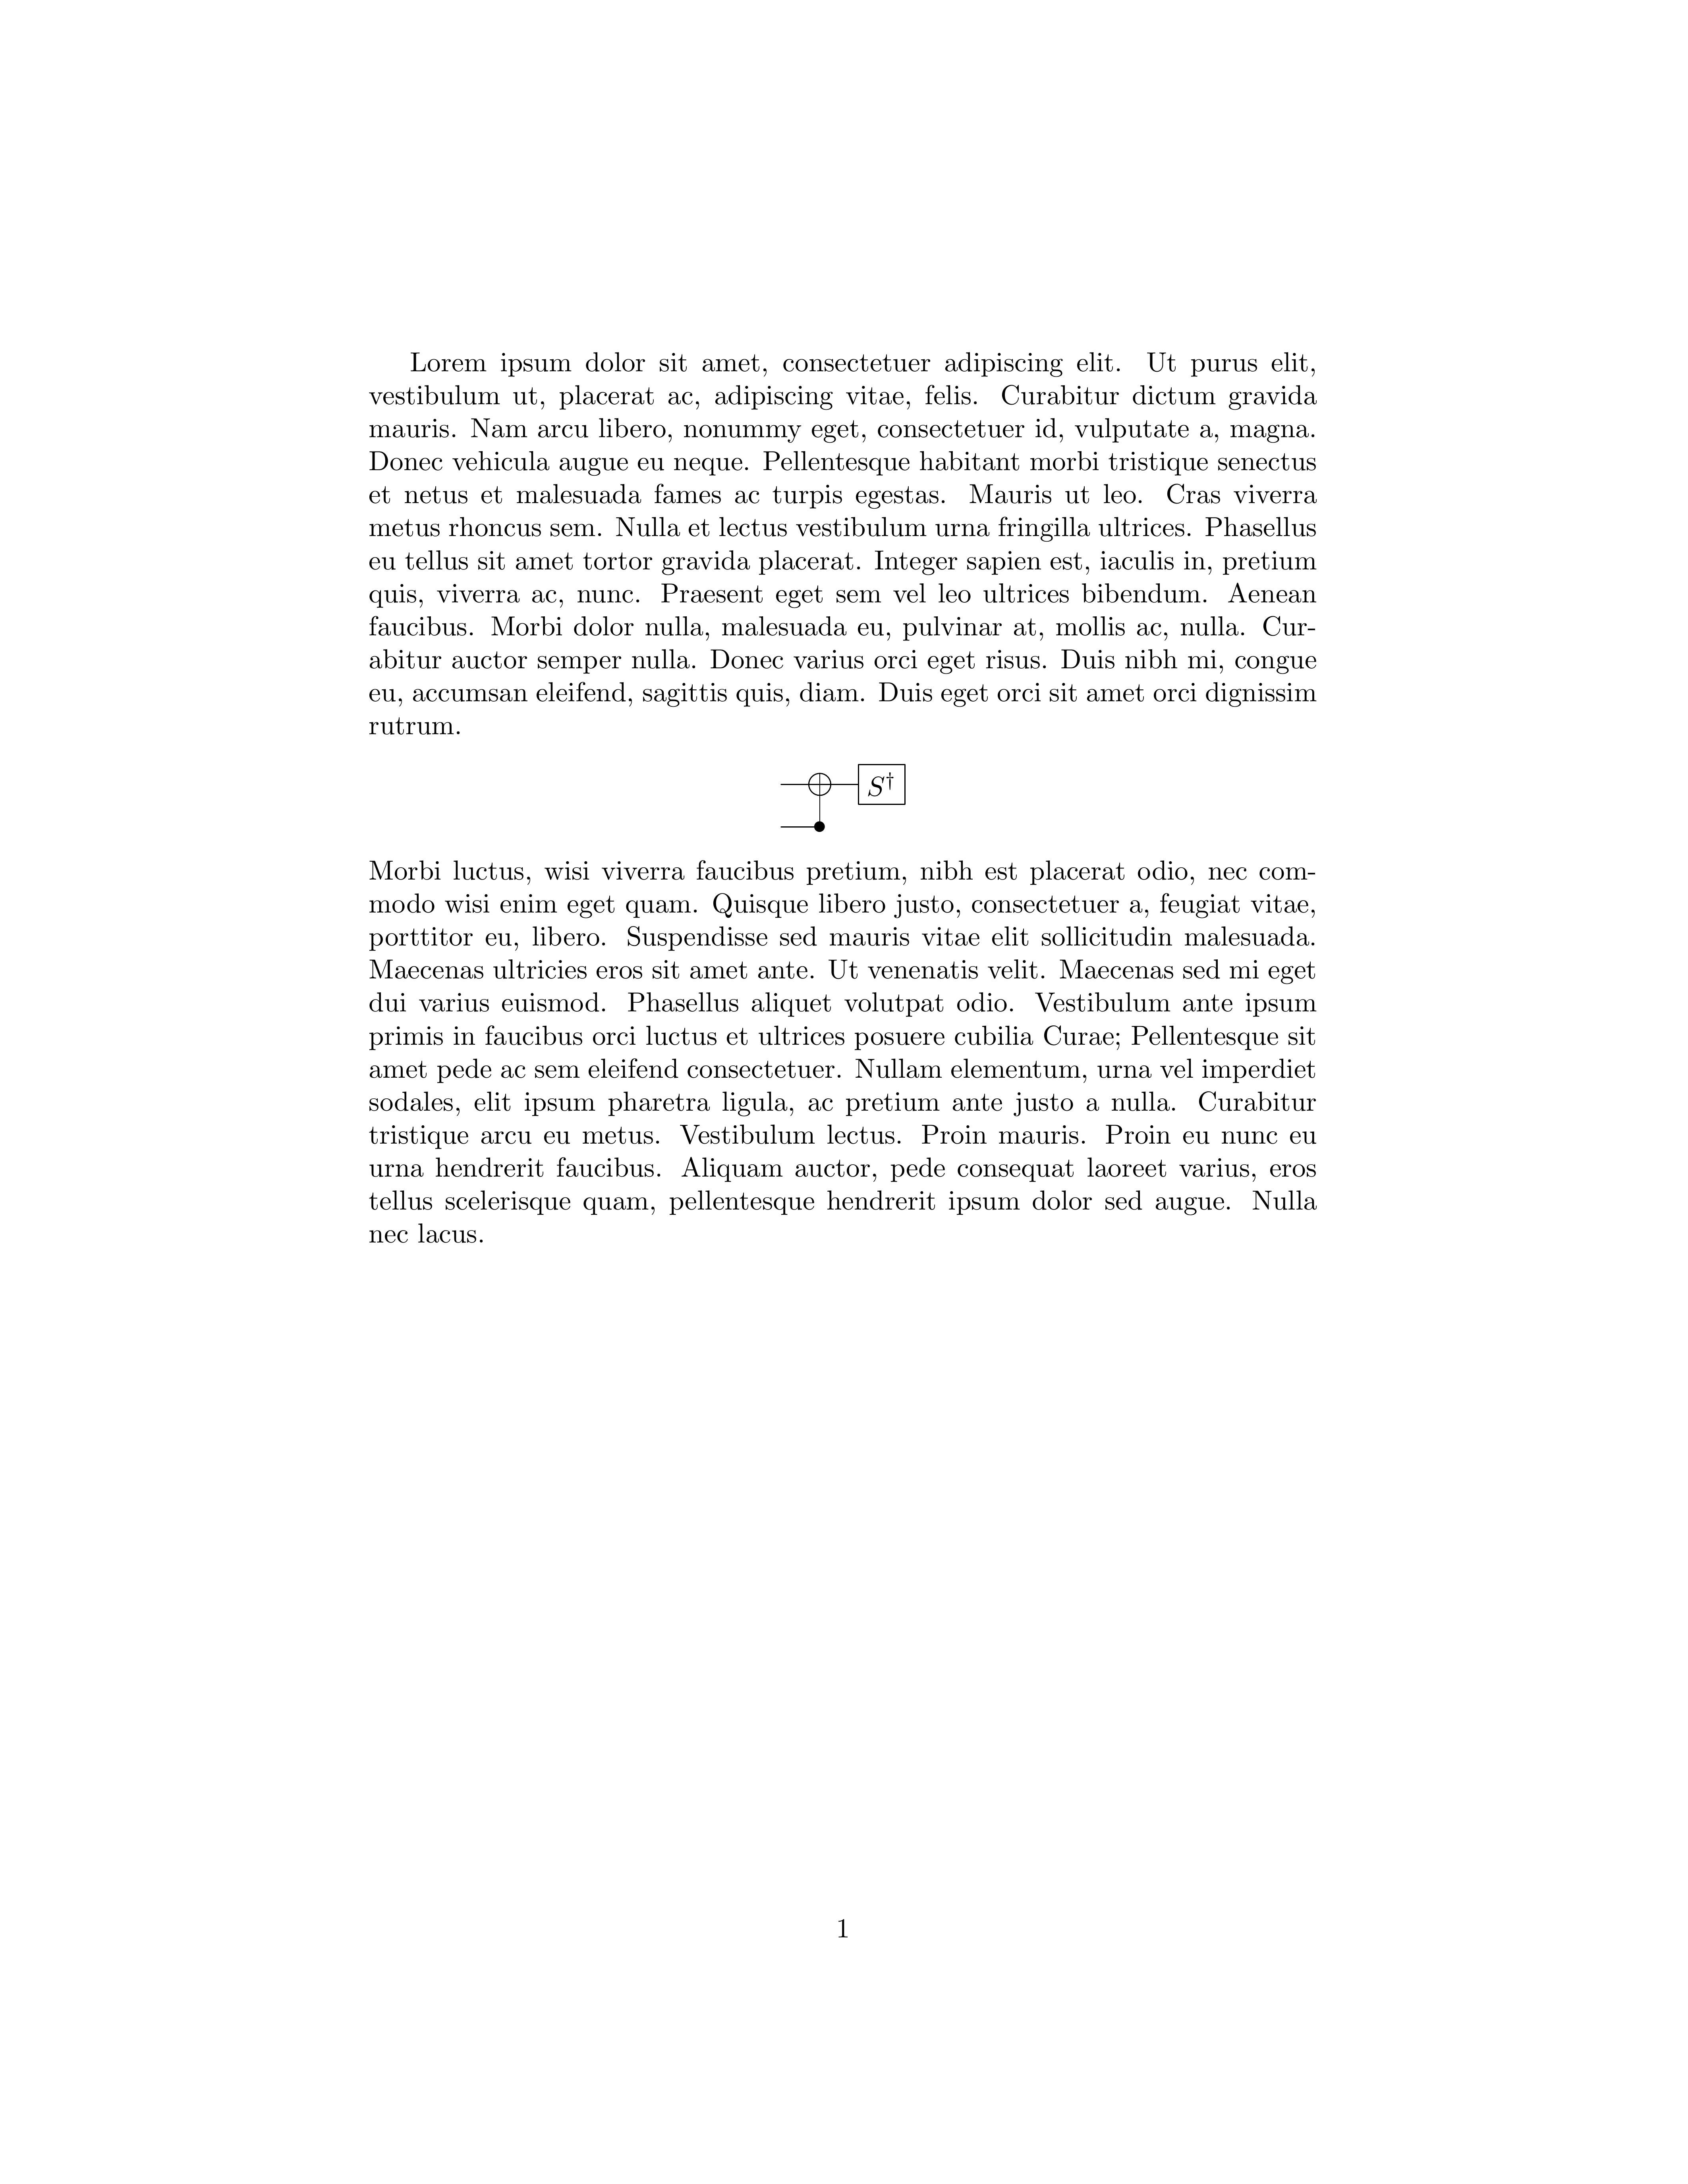 Lorem ipsum dolor sit amet, consectetuer adipiscing elit. Ut purus elit,
vestibulum ut, placerat ac, adipiscing vitae, felis. Curabitur dictum gravida
mauris. Nam arcu libero, nonummy eget, consectetuer id, vulputate a, magna.
Donec vehicula augue eu neque. Pellentesque habitant morbi tristique senectus
et netus et malesuada fames ac turpis egestas. Mauris ut leo. Cras viverra
metus rhoncus sem. Nulla et lectus vestibulum urna fringilla ultrices. Phasellus
eu tellus sit amet tortor gravida placerat. Integer sapien est, iaculis in, pretium
quis, viverra ac, nunc. Praesent eget sem vel leo ultrices bibendum. Aenean
faucibus. Morbi dolor nulla, malesuada eu, pulvinar at, mollis ac, nulla. Cur-
abitur auctor semper nulla. Donec varius orci eget risus. Duis nibh mi, congue
eu, accumsan eleifend, sagittis quis, diam. Duis eget orci sit amet orci dignissim
rutrum.
S†
Morbi luctus, wisi viverra faucibus pretium, nibh est placerat odio, nec com-
modo wisi enim eget quam. Quisque libero justo, consectetuer a, feugiat vitae,
porttitor eu, libero. Suspendisse sed mauris vitae elit sollicitudin malesuada.
Maecenas ultricies eros sit amet ante. Ut venenatis velit. Maecenas sed mi eget
dui varius euismod. Phasellus aliquet volutpat odio. Vestibulum ante ipsum
primis in faucibus orci luctus et ultrices posuere cubilia Curae; Pellentesque sit
amet pede ac sem eleifend consectetuer. Nullam elementum, urna vel imperdiet
sodales, elit ipsum pharetra ligula, ac pretium ante justo a nulla. Curabitur
tristique arcu eu metus. Vestibulum lectus. Proin mauris. Proin eu nunc eu
urna hendrerit faucibus. Aliquam auctor, pede consequat laoreet varius, eros
tellus scelerisque quam, pellentesque hendrerit ipsum dolor sed augue. Nulla
nec lacus.
1